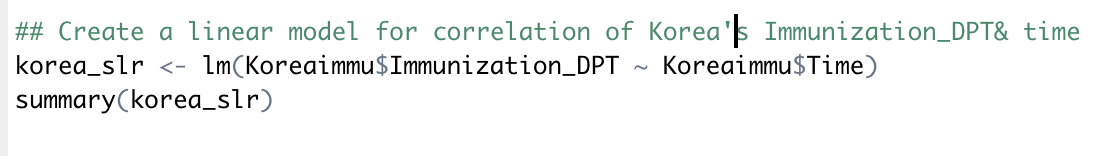 ## Create a linear model for correlation of Korea's Immunization_DPT& time
korea_slr <- lm(Koreaimmu$Immunization_DPT ~ Koreaimmu$Time)
summary(korea_slr)